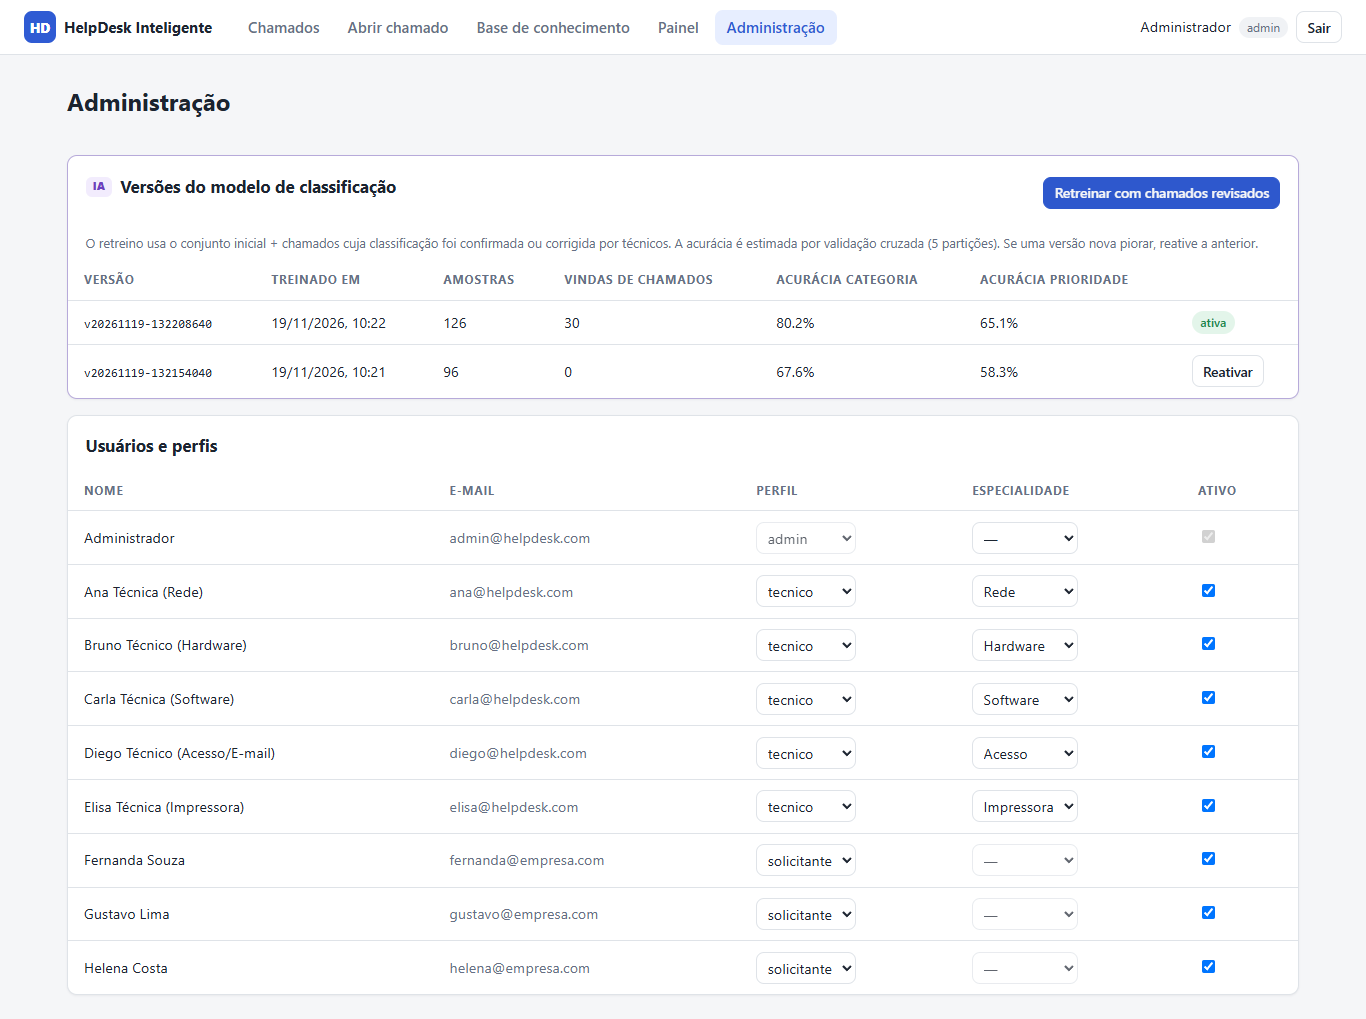 HD HelpDesk Inteligente Chamados Abrir chamado Base de conhecimento Painel Administração Administrador admin Sair
Administração
IA Versões do modelo de classificação Retreinar com chamados revisados
O retreino usa o conjunto inicial + chamados cuja classificação foi confirmada ou corrigida por técnicos. A acurácia é estimada por validação cruzada (5 partições). Se uma versão nova piorar, reative a anterior.
VERSÃO TREINADO EM AMOSTRAS VINDAS DE CHAMADOS ACURÁCIA CATEGORIA ACURÁCIA PRIORIDADE
v20261119-132208640 19/11/2026, 10:22 126 30 80.2% 65.1% ativa
v20261119-132154040 19/11/2026, 10:21 96 0 67.6% 58.3% Reativar
Usuários e perfis
NOME E-MAIL PERFIL ESPECIALIDADE ATIVO
Administrador admin@helpdesk.com admin —
Ana Técnica (Rede) ana@helpdesk.com tecnico Rede
Bruno Técnico (Hardware) bruno@helpdesk.com tecnico Hardware
Carla Técnica (Software) carla@helpdesk.com tecnico Software
Diego Técnico (Acesso/E-mail) diego@helpdesk.com tecnico Acesso
Elisa Técnica (Impressora) elisa@helpdesk.com tecnico Impressora
Fernanda Souza fernanda@empresa.com solicitante —
Gustavo Lima gustavo@empresa.com solicitante —
Helena Costa helena@empresa.com solicitante —